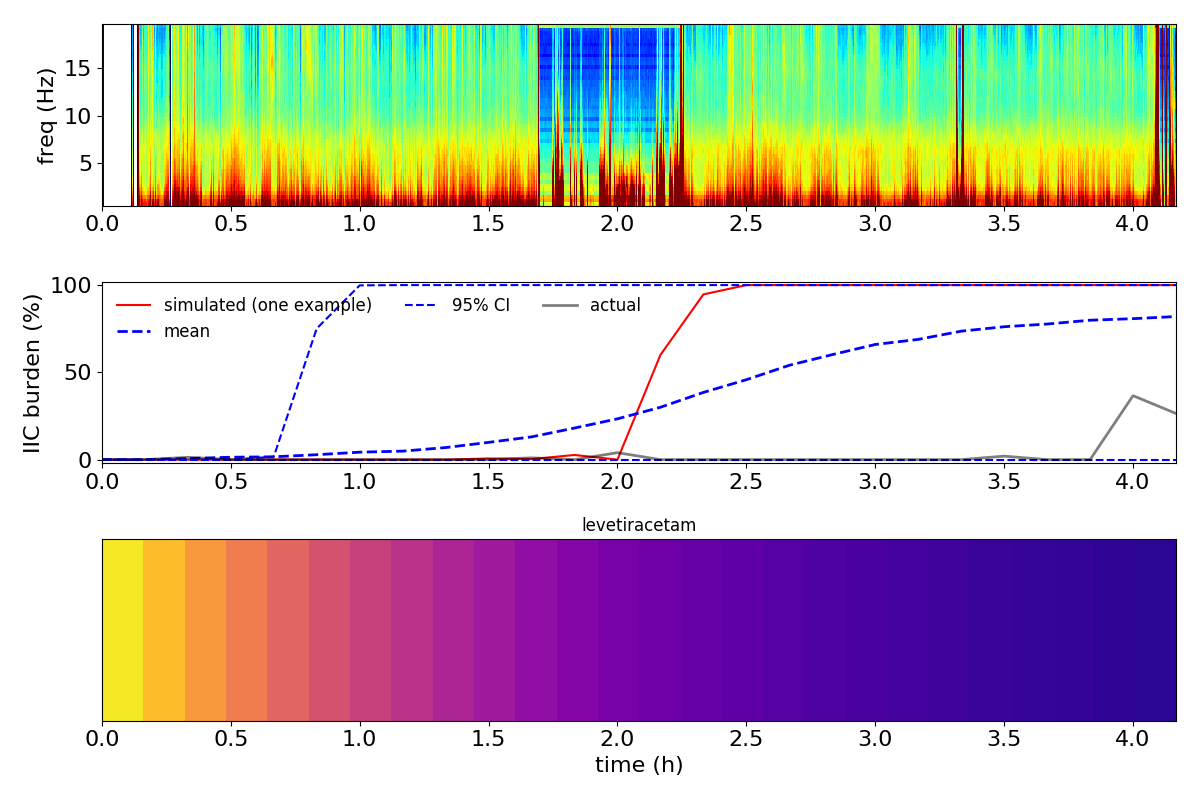 freq (Hz)
15
10
5
0.0 0.5 1.0 1.5 2.0 2.5 3.0 3.5 4.0
IIC burden (%)
100
50
0
simulated (one example) 95% CI actual
mean
0.0 0.5 1.0 1.5 2.0 2.5 3.0 3.5 4.0
levetiracetam
0.0 0.5 1.0 1.5 2.0 2.5 3.0 3.5 4.0
time (h)